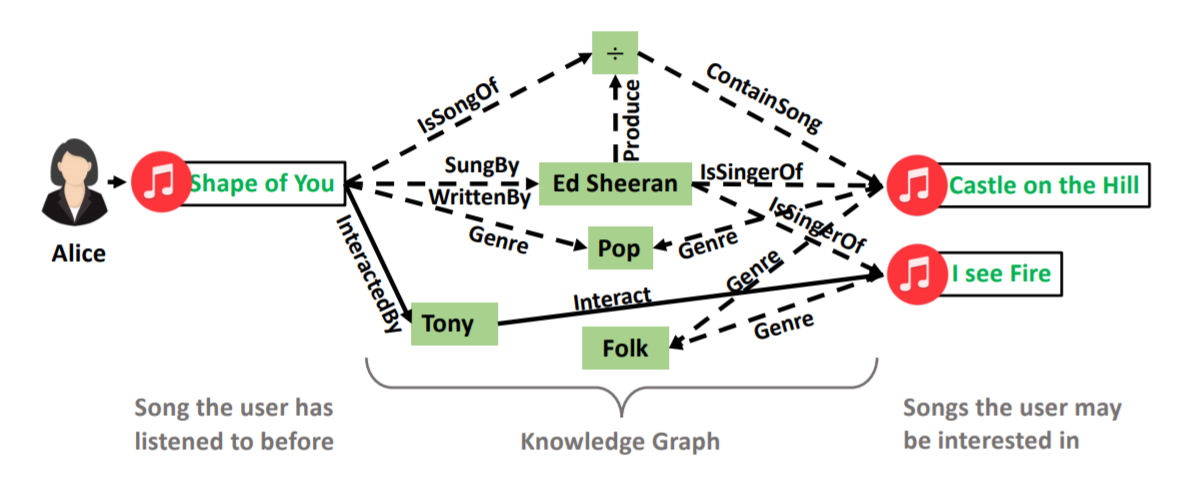 ÷
IsSongOf
ContainSong
Produce
SungBy
WrittenBy
Shape of You
Ed Sheeran
IsSingerOf
Castle on the Hill
IsSingerOf
Alice
Genre
Pop
Genre
InteractedBy
Genre
I see Fire
Interact
Tony
Genre
Folk
Song the user has
listened to before
Knowledge Graph
Songs the user may
be interested in